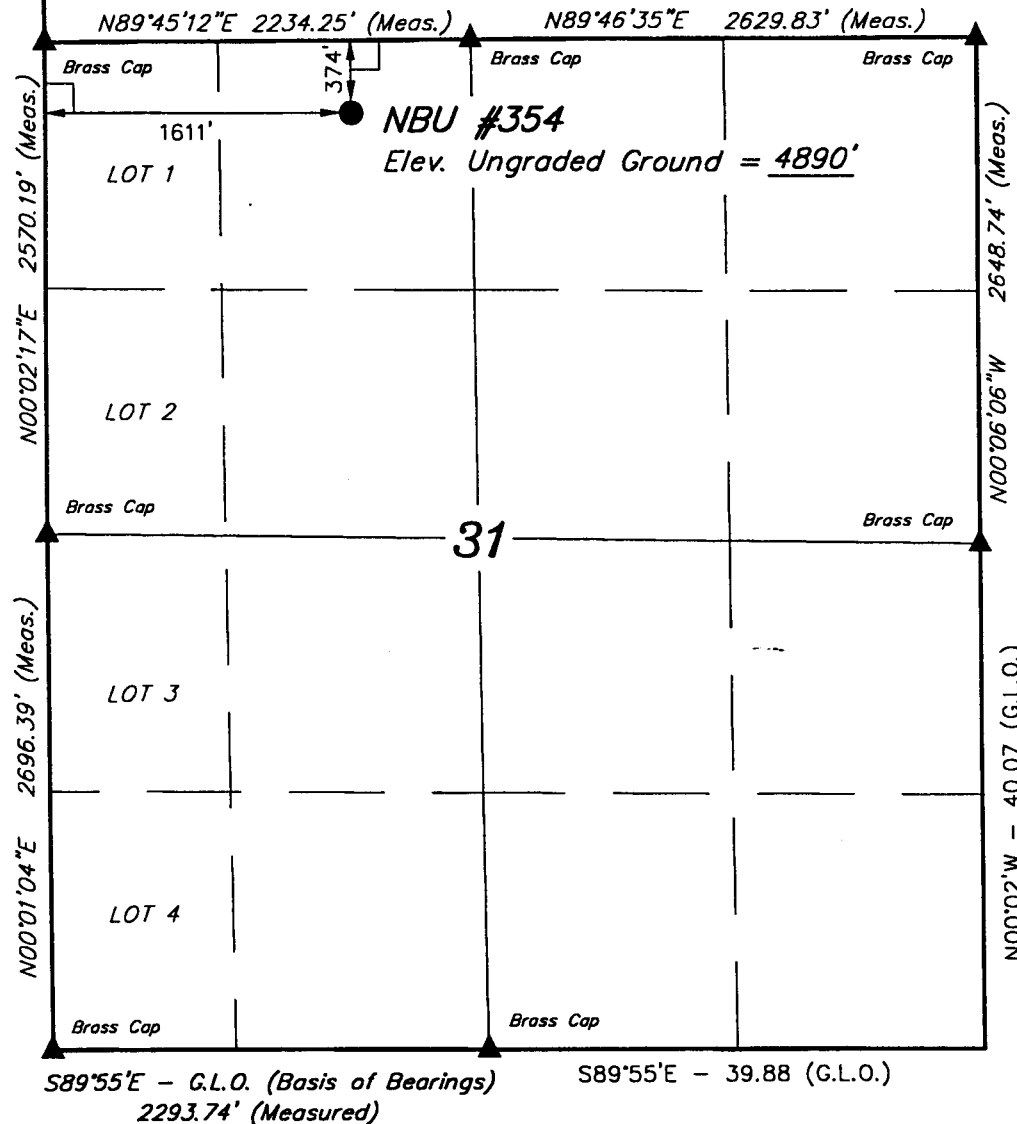 N89°45'12"E 2234.25' (Meas.)
N89°46'35"E 2629.83' (Meas.)
Brass Cap
374'
Brass Cap
Brass Cap
1611'
NBU #354
Elev. Ungraded Ground = 4890'
N00°02'17"E 2570.19' (Meas.)
LOT 1
N00°06'06"W 2648.74' (Meas.)
LOT 2
Brass Cap
Brass Cap
31
N00°01'04"E 2696.39' (Meas.)
LOT 3
N00°02'W - 40.07 (G.L.O.)
LOT 4
Brass Cap
Brass Cap
S89°55'E - G.L.O. (Basis of Bearings)
2293.74' (Measured)
S89°55'E - 39.88 (G.L.O.)